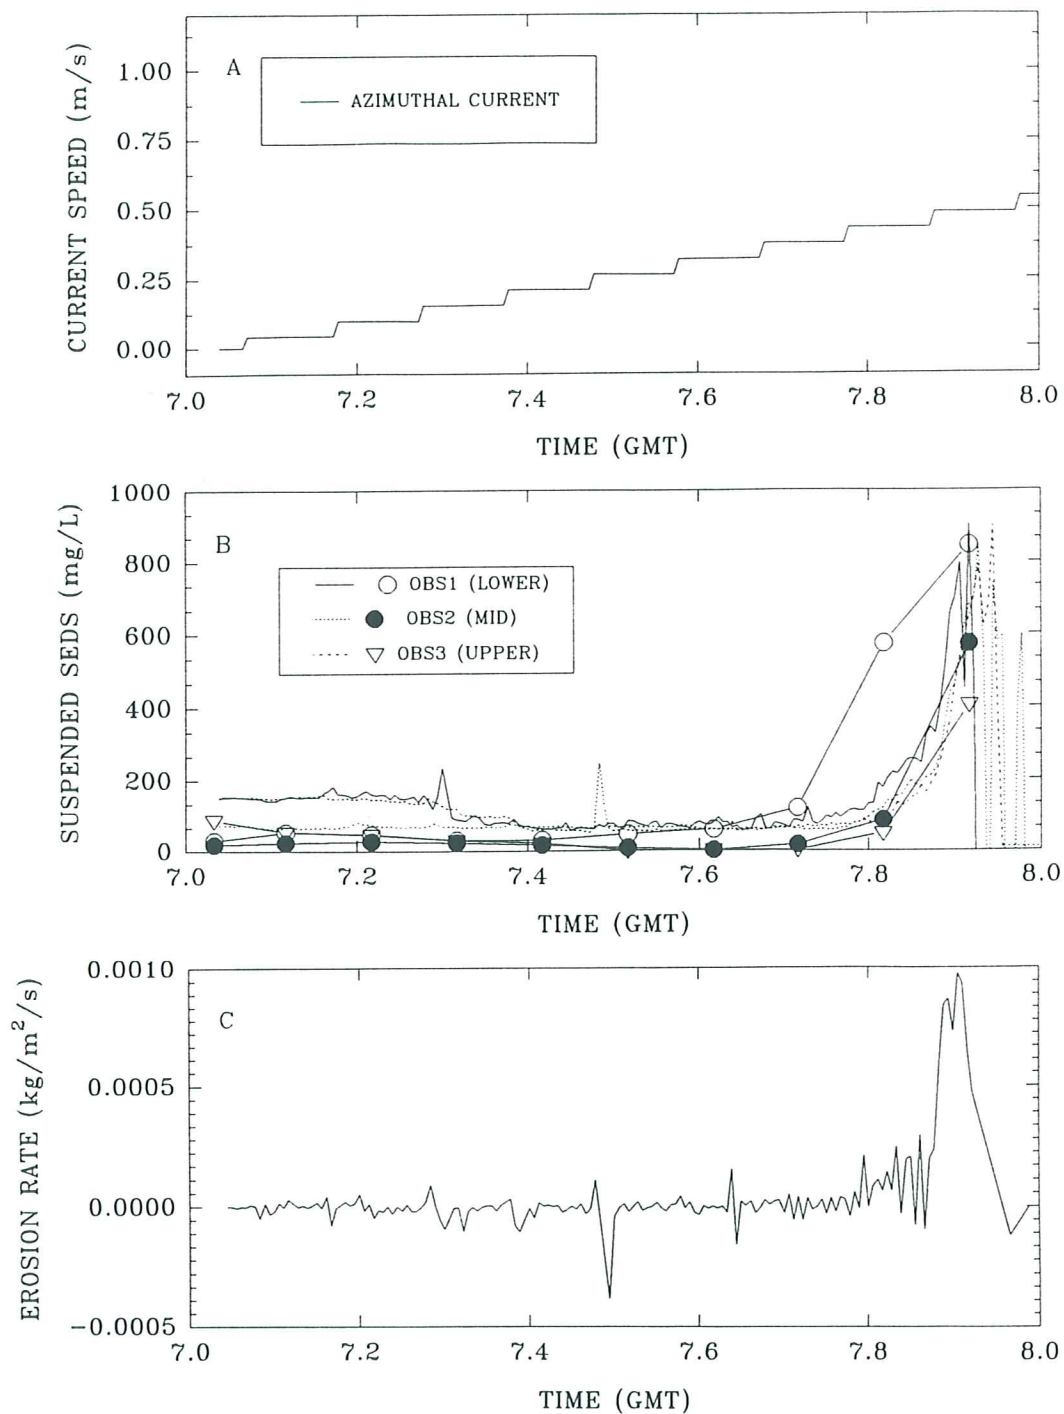 A
AZIMUTHAL CURRENT
CURRENT SPEED (m/s)
1.00
0.75
0.50
0.25
0.00
7.0 7.2 7.4 7.6 7.8 8.0
TIME (GMT)
B
OBS1 (LOWER)
OBS2 (MID)
OBS3 (UPPER)
SUSPENDED SEDS (mg/L)
1000
800
600
400
200
0
7.0 7.2 7.4 7.6 7.8 8.0
TIME (GMT)
C
EROSION RATE (kg/m²/s)
0.0010
0.0005
0.0000
−0.0005
7.0 7.2 7.4 7.6 7.8 8.0
TIME (GMT)